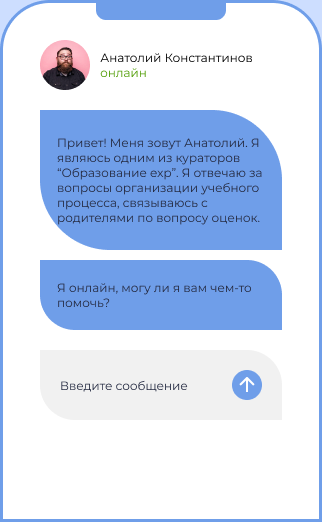 Анатолий Константинов
онлайн
Привет! Меня зовут Анатолий. Я
являюсь одним из кураторов
“Образование exp”. Я отвечаю за
вопросы организации учебного
процесса, связываюсь с
родителями по вопросу оценок.
Я онлайн, могу ли я вам чем-то
помочь?
Введите сообщение